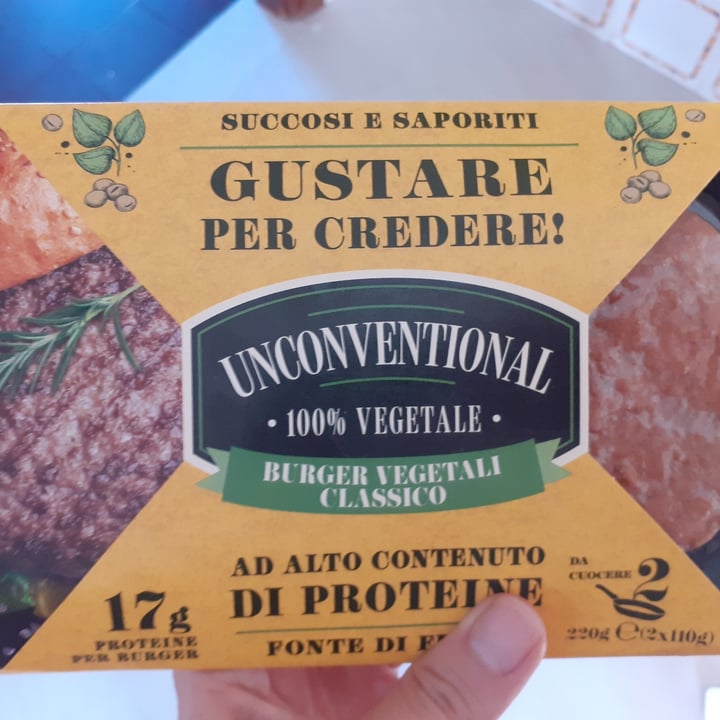 SUCCOSI E SAPORITI
GUSTARE
PER CREDERE!
UNCONVENTIONAL
• 100% VEGETALE •
BURGER VEGETALI
CLASSICO
AD ALTO CONTENUTO
DI PROTEINE
FONTE DI
17g
PROTEINE
PER BURGER
DA
CUOCERE
2
220g ℮(2x110g)